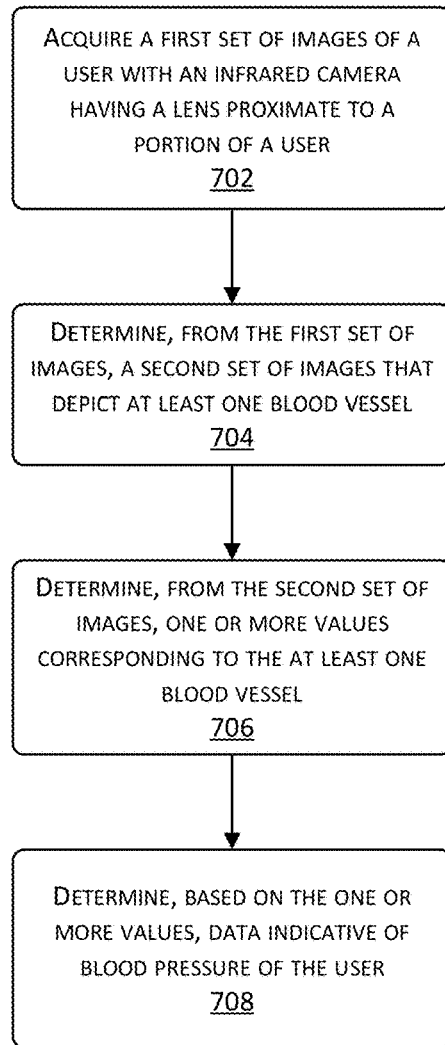 ACQUIRE A FIRST SET OF IMAGES OF A
USER WITH AN INFRARED CAMERA
HAVING A LENS PROXIMATE TO A
PORTION OF A USER
702
DETERMINE, FROM THE FIRST SET OF
IMAGES, A SECOND SET OF IMAGES THAT
DEPICT AT LEAST ONE BLOOD VESSEL
704
DETERMINE, FROM THE SECOND SET OF
IMAGES, ONE OR MORE VALUES
CORRESPONDING TO THE AT LEAST ONE
BLOOD VESSEL
706
DETERMINE, BASED ON THE ONE OR
MORE VALUES, DATA INDICATIVE OF
BLOOD PRESSURE OF THE USER
708